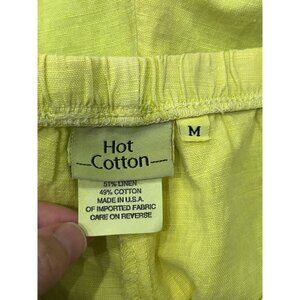 Hot
Cotton
M
51% LINEN
49% COTTON
MADE IN U.S.A.
OF IMPORTED FABRIC
CARE ON REVERSE